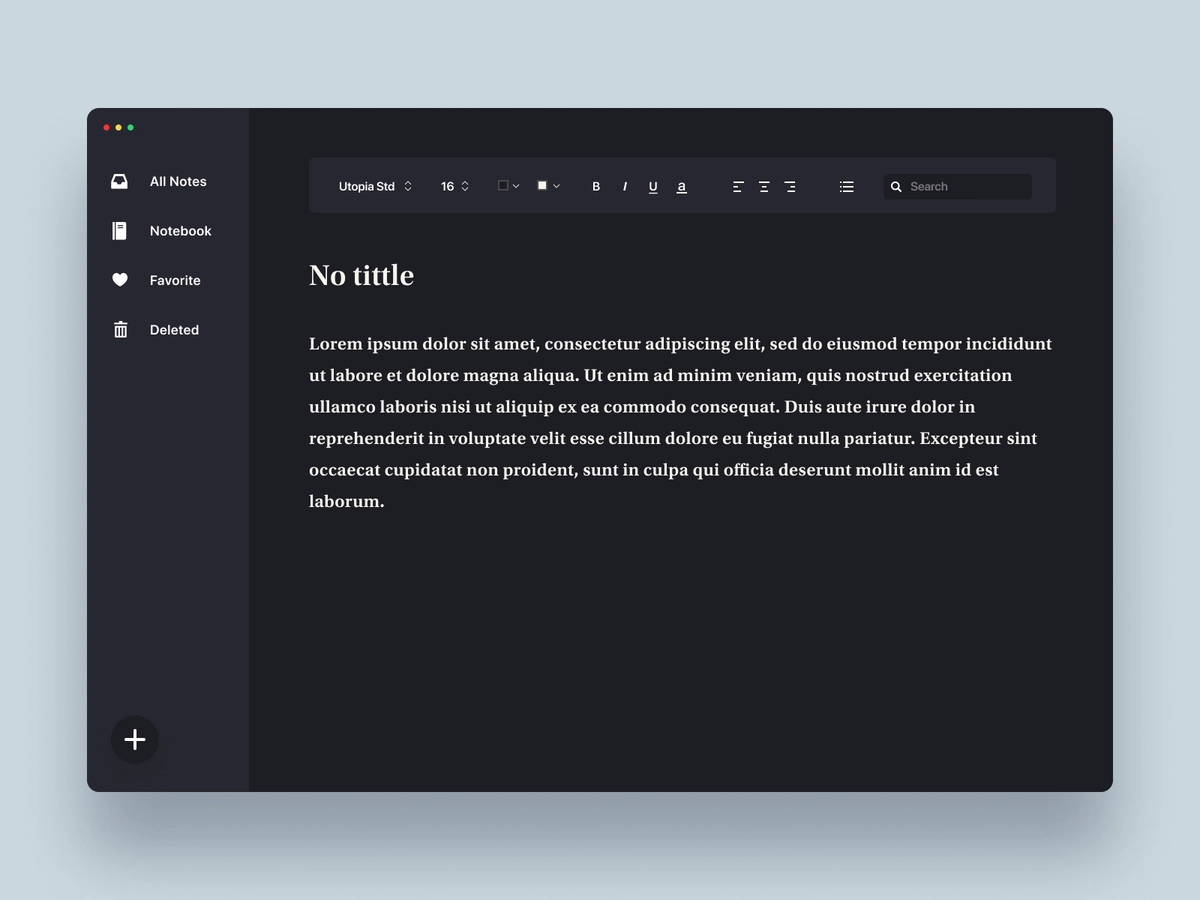 All Notes
Notebook
Favorite
Deleted
Utopia Std 16 B I U a Search
No tittle
Lorem ipsum dolor sit amet, consectetur adipiscing elit, sed do eiusmod tempor incididunt
ut labore et dolore magna aliqua. Ut enim ad minim veniam, quis nostrud exercitation
ullamco laboris nisi ut aliquip ex ea commodo consequat. Duis aute irure dolor in
reprehenderit in voluptate velit esse cillum dolore eu fugiat nulla pariatur. Excepteur sint
occaecat cupidatat non proident, sunt in culpa qui officia deserunt mollit anim id est
laborum.